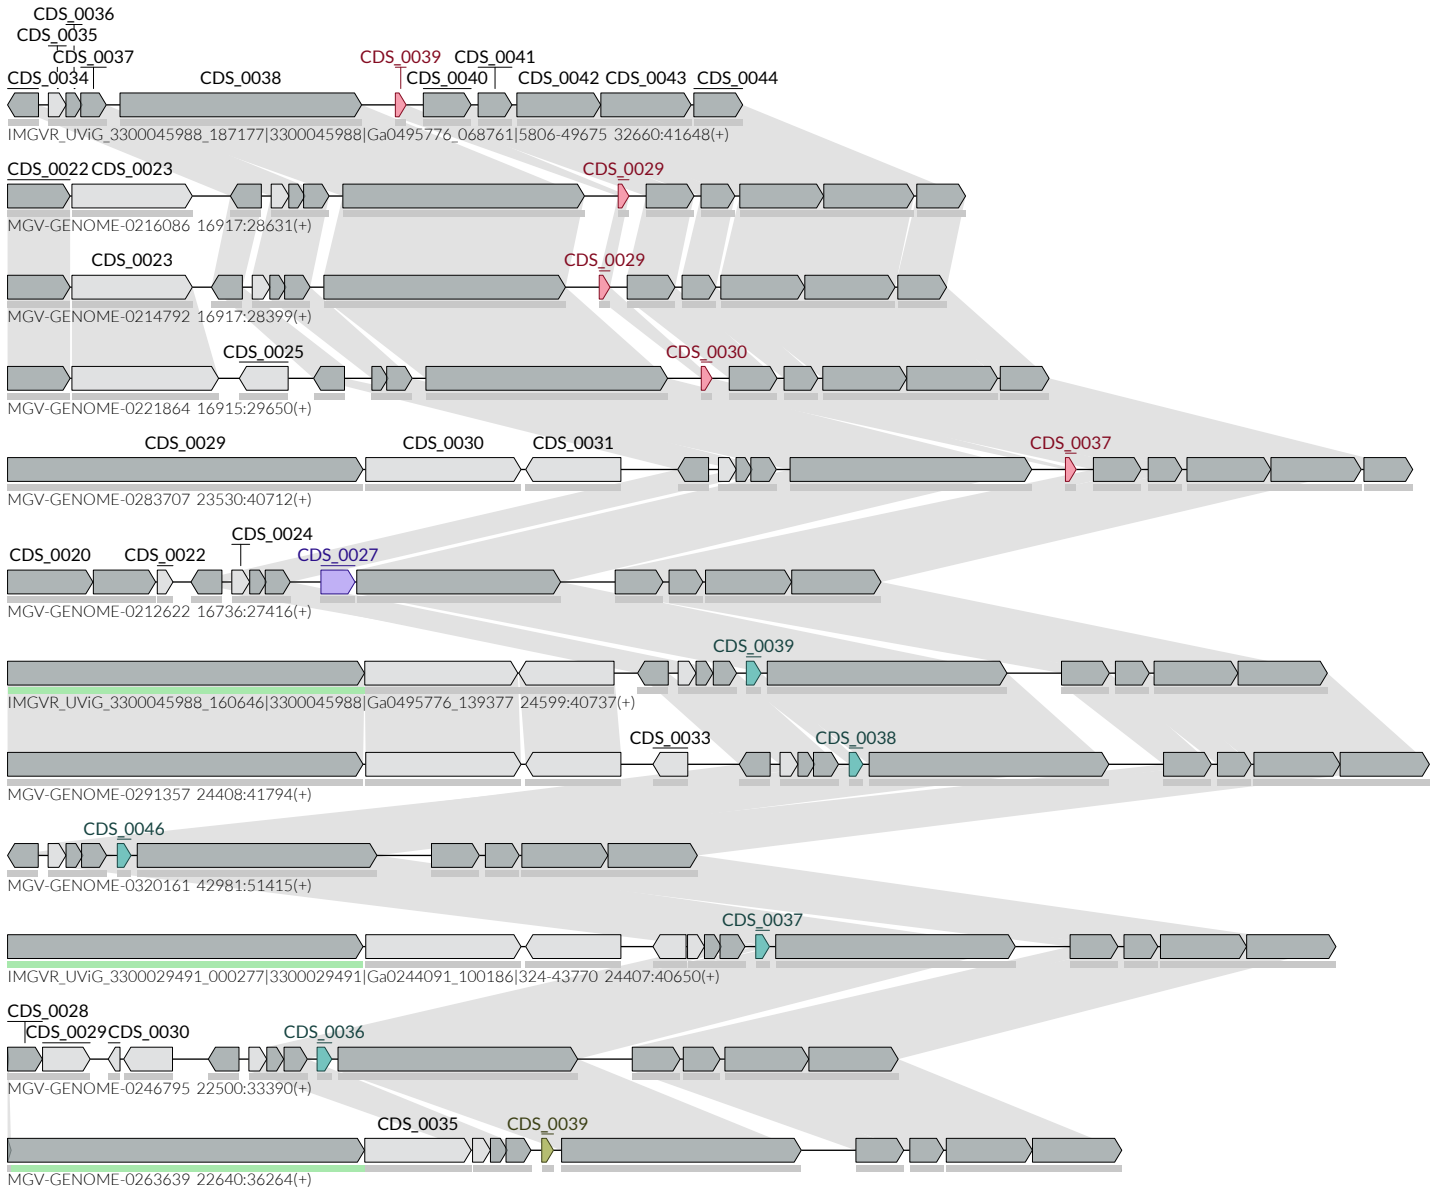 CDS_0036
CDS_0035
CDS_0037 CDS_0039 CDS_0041
CDS_0034 CDS_0038 CDS_0040 CDS_0042 CDS_0043 CDS_0044
IMGVR_UViG_3300045988_187177|3300045988|Ga0495776_068761|5806-49675 32660:41648(+)
CDS_0022 CDS_0023 CDS_0029
MGV-GENOME-0216086 16917:28631(+)
CDS_0023 CDS_0029
MGV-GENOME-0214792 16917:28399(+)
CDS_0025 CDS_0030
MGV-GENOME-0221864 16915:29650(+)
CDS_0029 CDS_0030 CDS_0031 CDS_0037
MGV-GENOME-0283707 23530:40712(+)
CDS_0024
CDS_0020 CDS_0022 CDS_0027
MGV-GENOME-0212622 16736:27416(+)
CDS_0039
IMGVR_UViG_3300045988_160646|3300045988|Ga0495776_139377 24599:40737(+)
CDS_0033 CDS_0038
MGV-GENOME-0291357 24408:41794(+)
CDS_0046
MGV-GENOME-0320161 42981:51415(+)
CDS_0037
IMGVR_UViG_3300029491_000277|3300029491|Ga0244091_100186|324-43770 24407:40650(+)
CDS_0028
CDS_0029 CDS_0030 CDS_0036
MGV-GENOME-0246795 22500:33390(+)
CDS_0035 CDS_0039
MGV-GENOME-0263639 22640:36264(+)